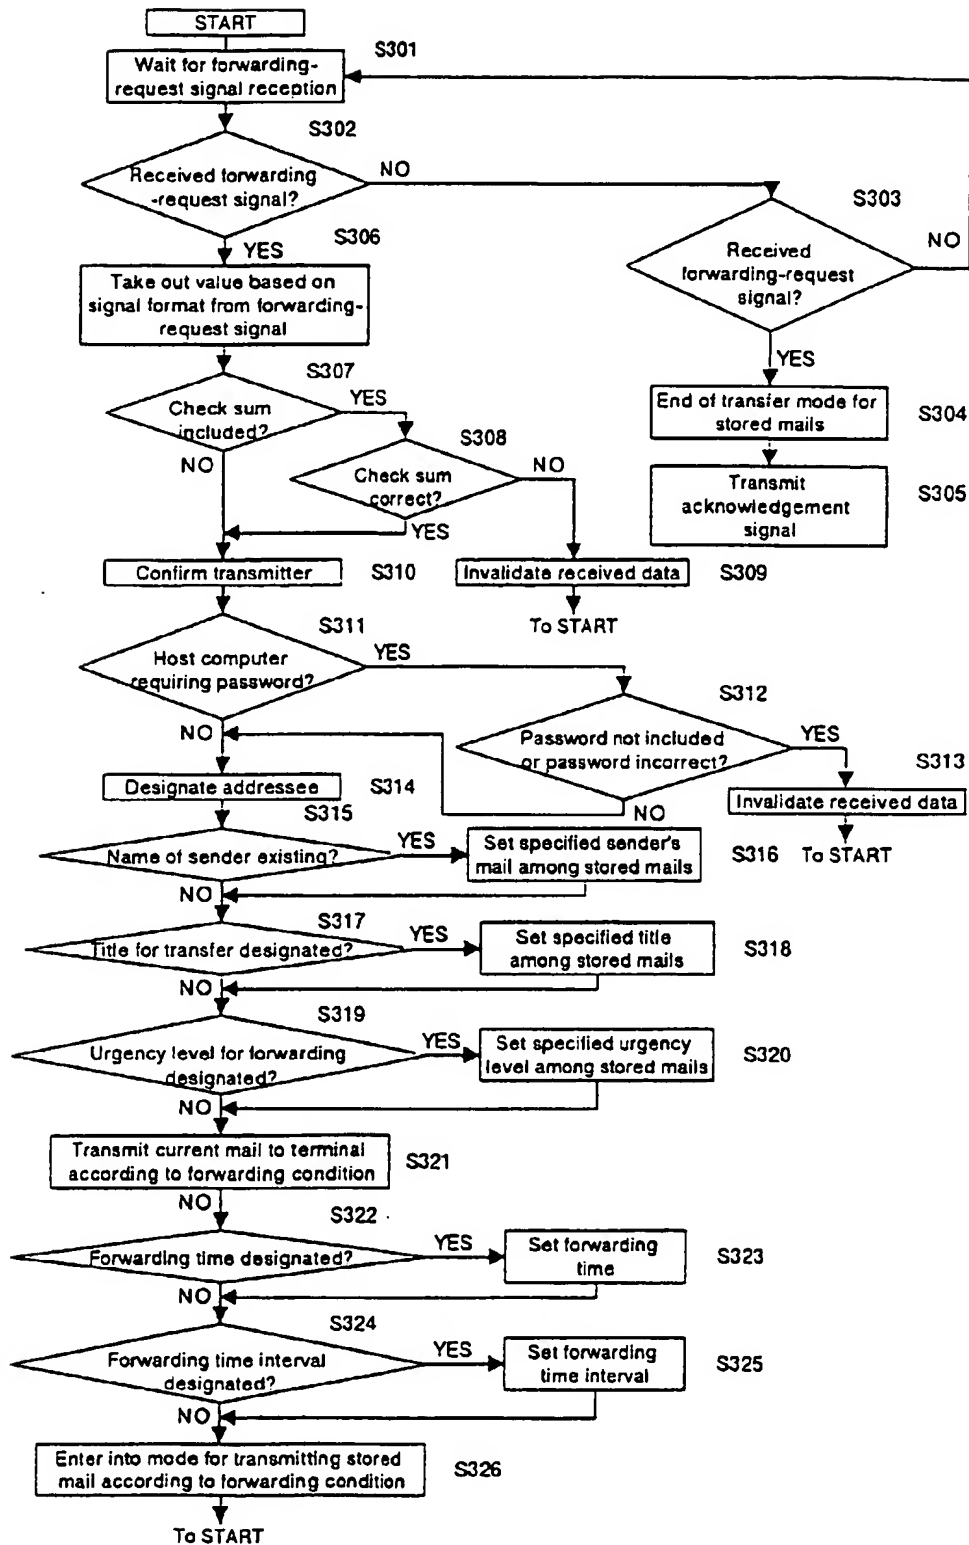 START
S301
Wait for forwarding-
request signal reception
S302
Received forwarding
-request signal?
NO
S303
Received
forwarding-request
signal?
NO
S306
YES
Take out value based on
signal format from forwarding-
request signal
YES
S307
Check sum
included?
YES
End of transfer mode for
stored mails
S304
S308
NO
Check sum
correct?
NO
Transmit
acknowledgement
signal
S305
YES
Confirm transmitter
S310
Invalidate received data
S309
To START
S311
Host computer
requiring password?
YES
S312
NO
Password not included
or password incorrect?
YES
S313
Designate addressee
S314
NO
Invalidate received data
S315
Name of sender existing?
YES
Set specified sender's
mail among stored mails
S316
To START
NO
S317
Title for transfer designated?
YES
Set specified title
among stored mails
S318
NO
S319
Urgency level for forwarding
designated?
YES
Set specified urgency
level among stored mails
S320
NO
Transmit current mail to terminal
according to forwarding condition
S321
NO
S322
Forwarding time designated?
YES
Set forwarding
time
S323
NO
S324
Forwarding time interval
designated?
YES
Set forwarding
time interval
S325
NO
Enter into mode for transmitting stored
mail according to forwarding condition
S326
To START